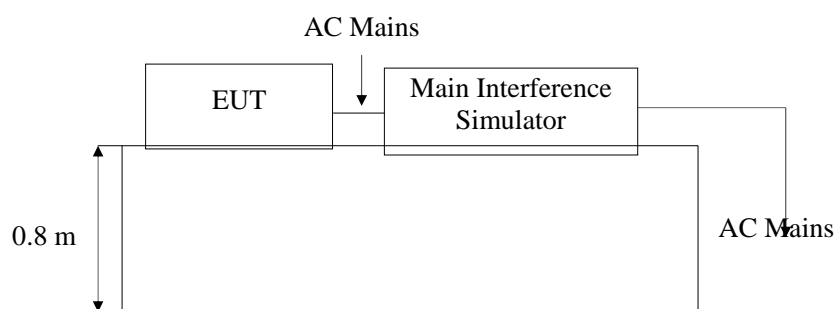 AC Mains
EUT
Main Interference
Simulator
AC Mains
0.8 m